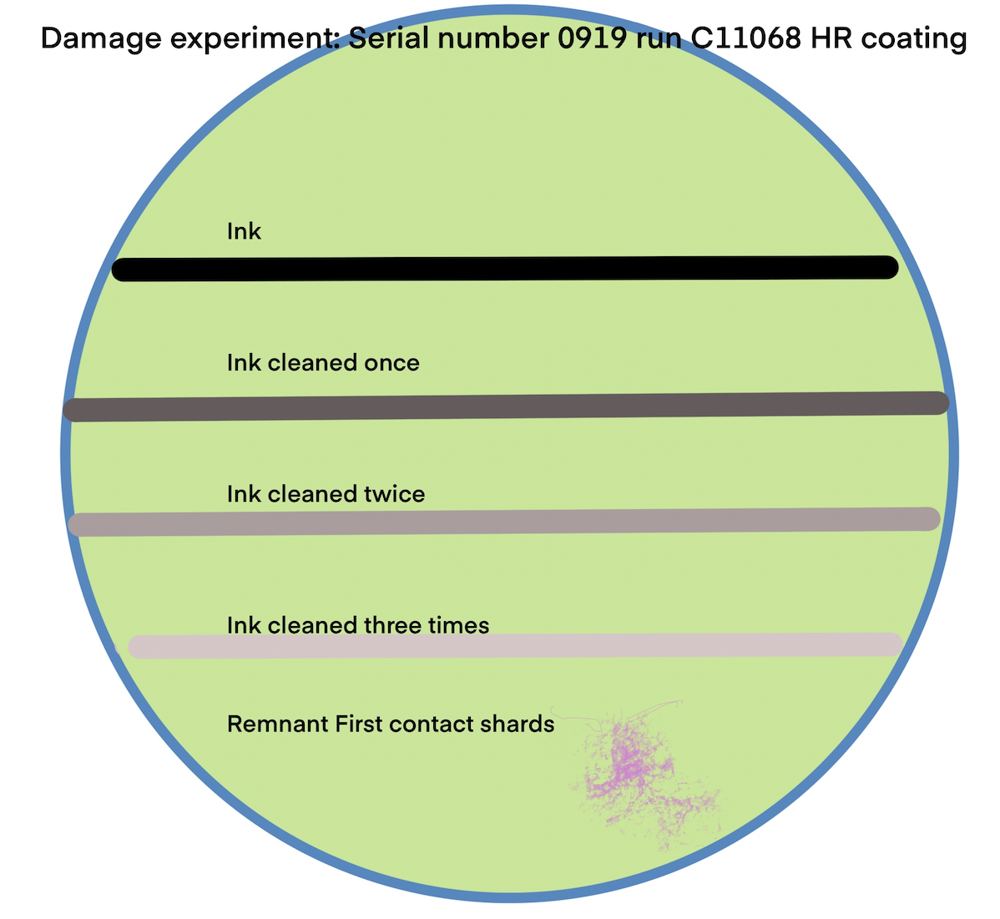 Damage experiment: Serial number 0919 run C11068 HR coating
Ink
Ink cleaned once
Ink cleaned twice
Ink cleaned three times
Remnant First contact shards